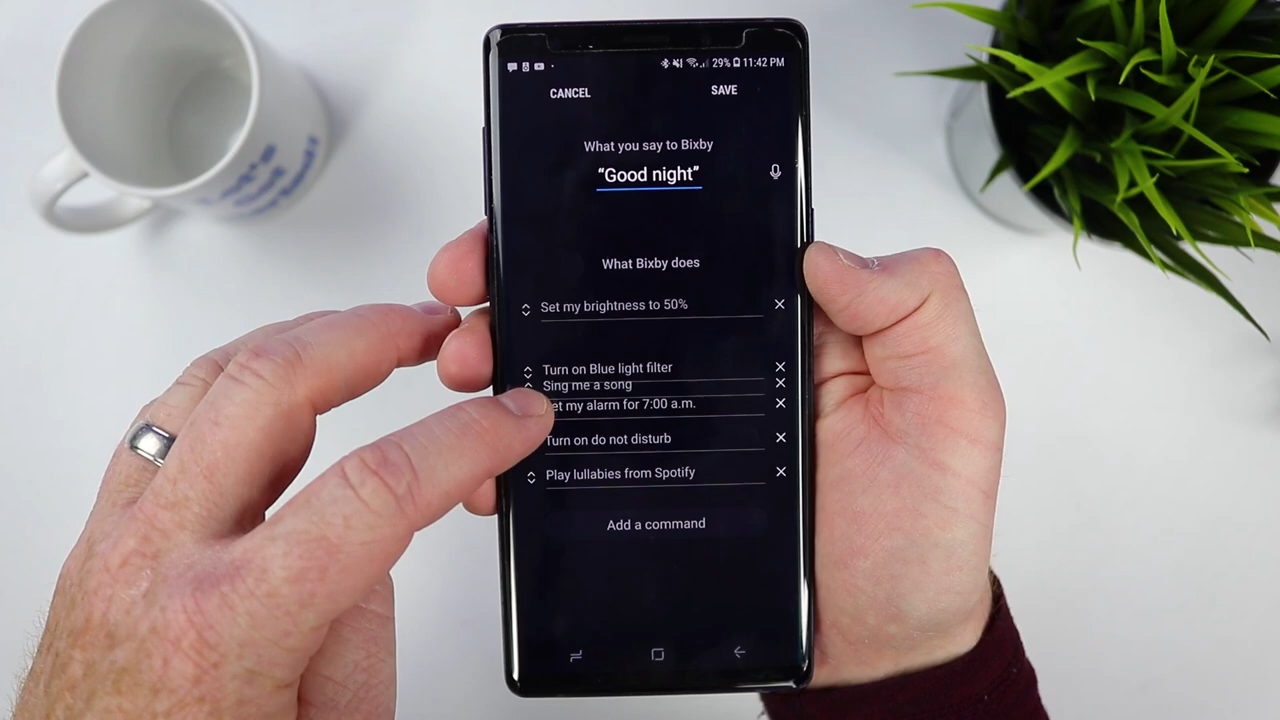 29% 11:42 PM
CANCEL SAVE
What you say to Bixby
“Good night”
What Bixby does
Set my brightness to 50%
Turn on Blue light filter
Sing me a song
et my alarm for 7:00 a.m.
Turn on do not disturb
Play lullabies from Spotify
Add a command